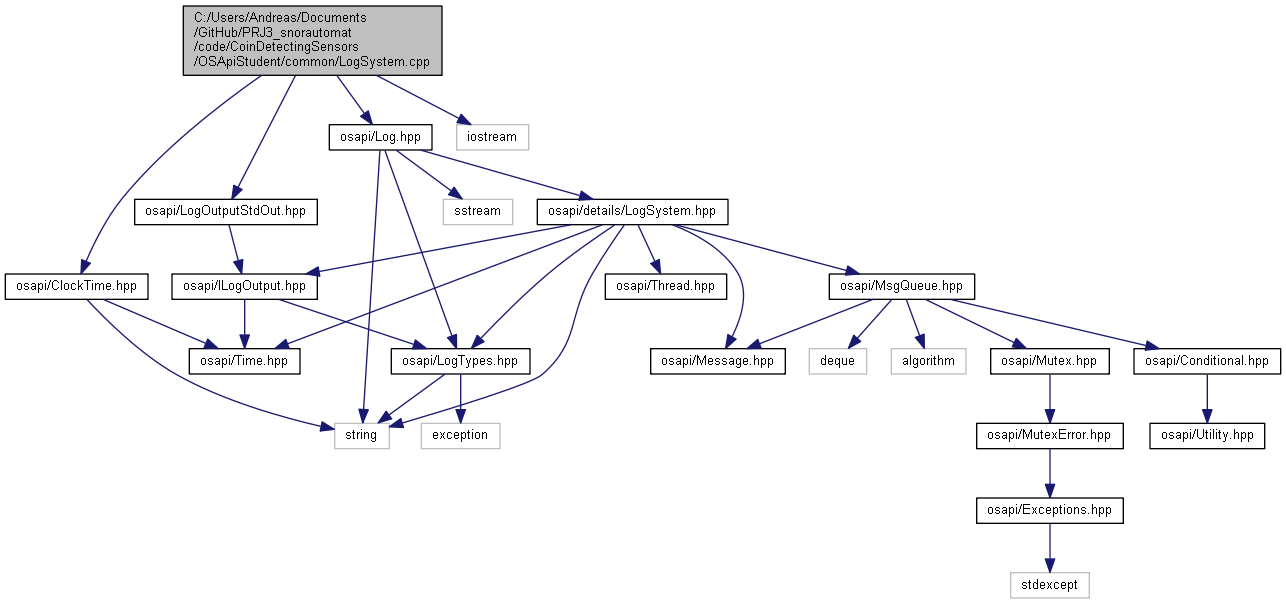 C:/Users/Andreas/Documents
/GitHub/PRJ3_snorautomat
/code/CoinDetectingSensors
/OSApiStudent/common/LogSystem.cpp
osapi/Log.hpp
iostream
osapi/LogOutputStdOut.hpp
sstream
osapi/details/LogSystem.hpp
osapi/ClockTime.hpp
osapi/ILogOutput.hpp
osapi/Thread.hpp
osapi/MsgQueue.hpp
osapi/Time.hpp
osapi/LogTypes.hpp
osapi/Message.hpp
deque
algorithm
osapi/Mutex.hpp
osapi/Conditional.hpp
string
exception
osapi/MutexError.hpp
osapi/Utility.hpp
osapi/Exceptions.hpp
stdexcept